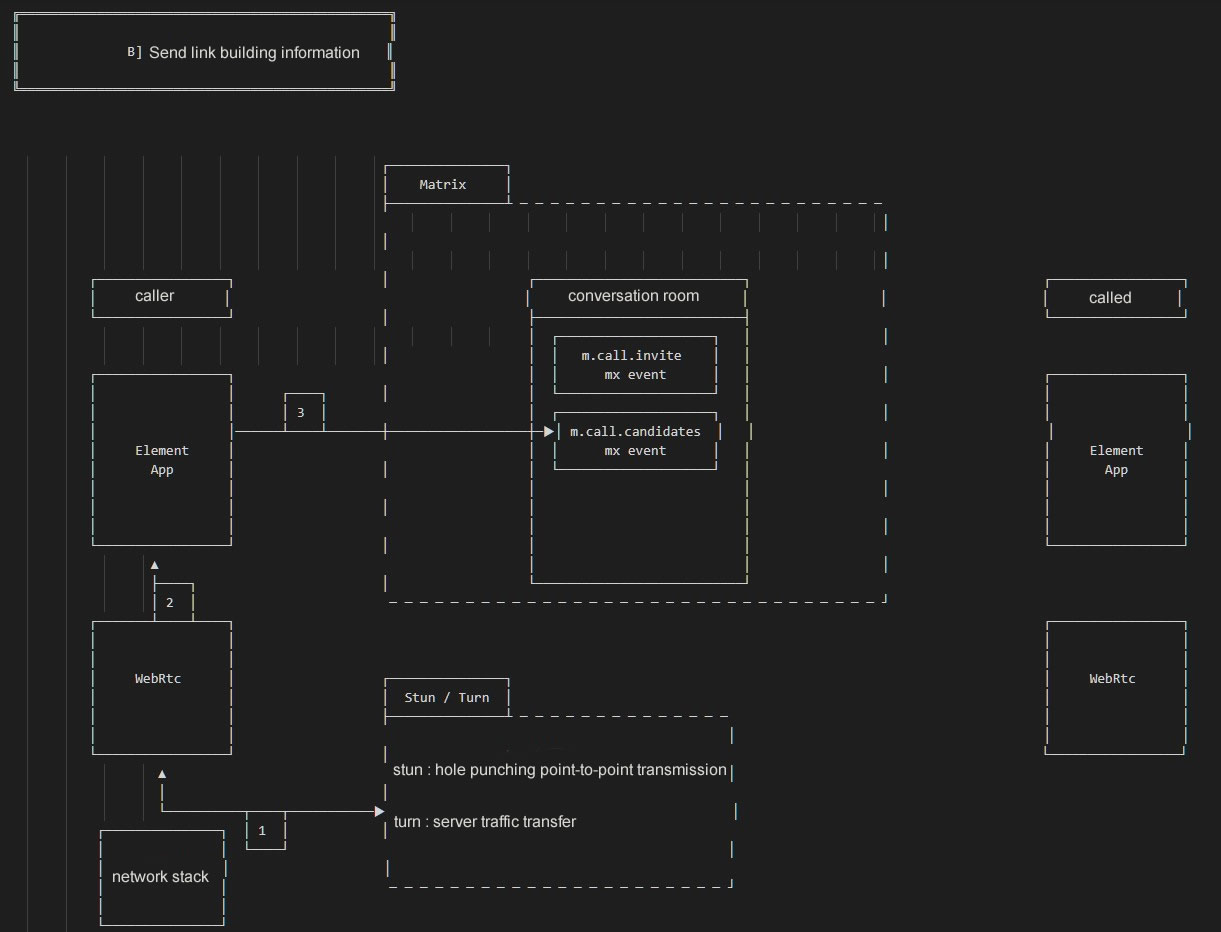 B] Send link building information
Matrix
caller
conversation room
called
m.call.invite
mx event
3
m.call.candidates
mx event
Element
App
Element
App
2
WebRtc
WebRtc
Stun / Turn
stun : hole punching point-to-point transmission
turn : server traffic transfer
1
network stack